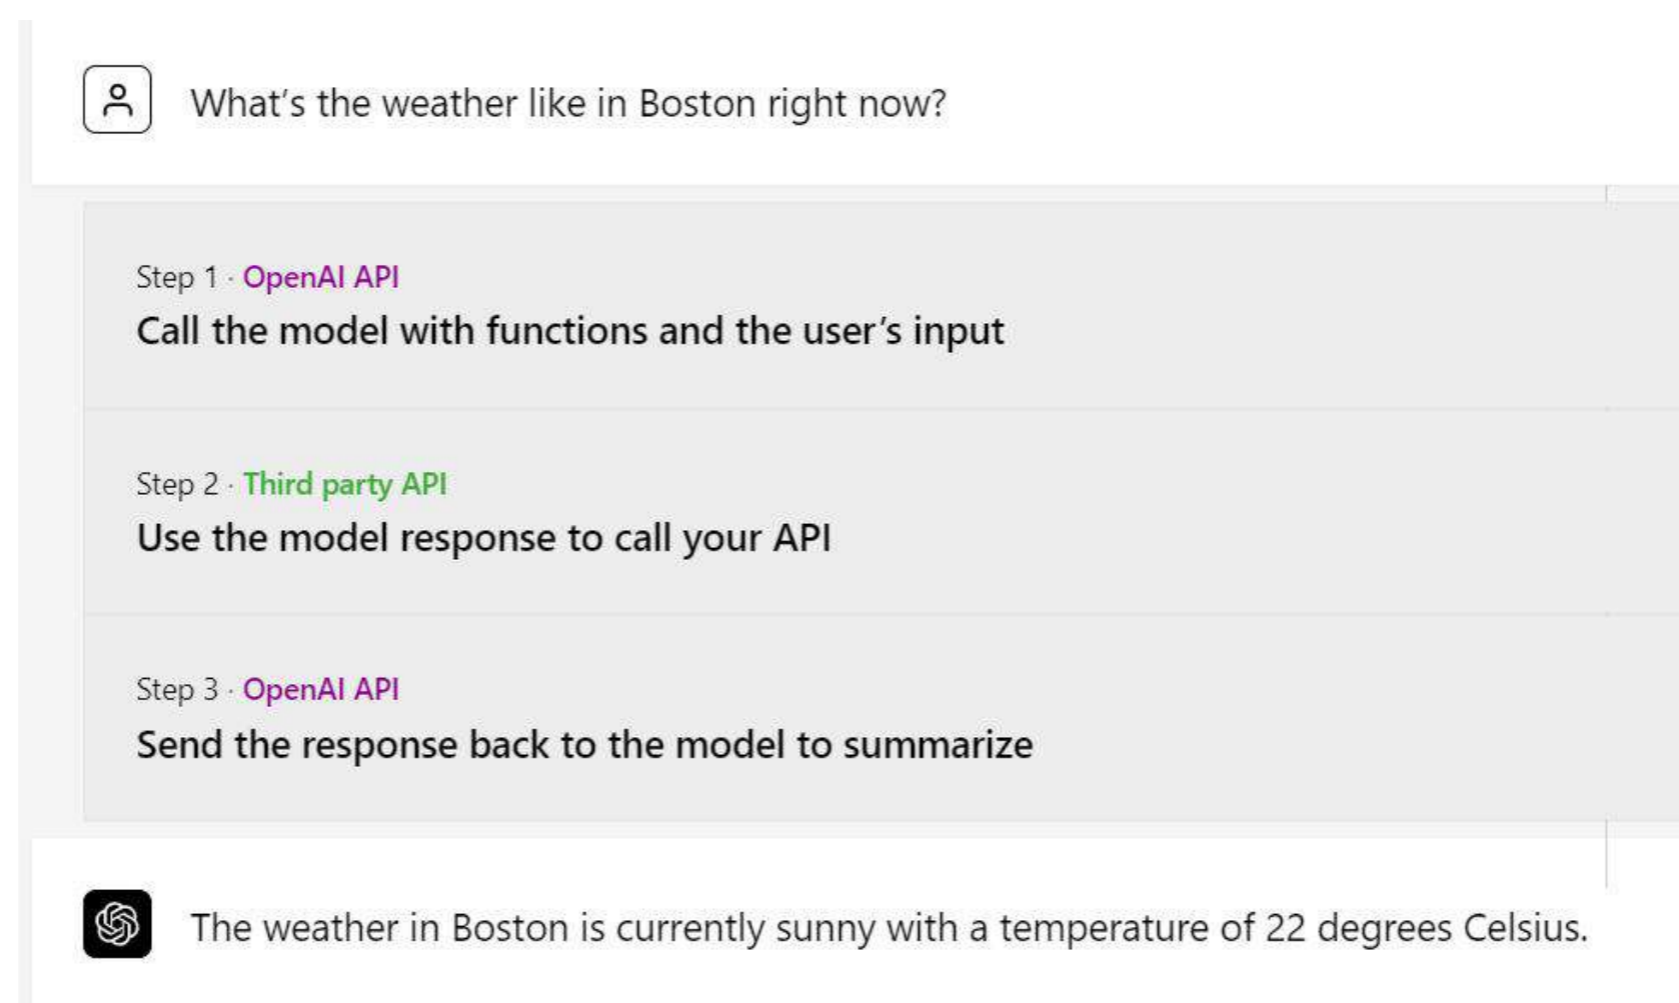 What's the weather like in Boston right now?
Step 1 · OpenAI API
Call the model with functions and the user's input
Step 2 · Third party API
Use the model response to call your API
Step 3 · OpenAI API
Send the response back to the model to summarize
The weather in Boston is currently sunny with a temperature of 22 degrees Celsius.